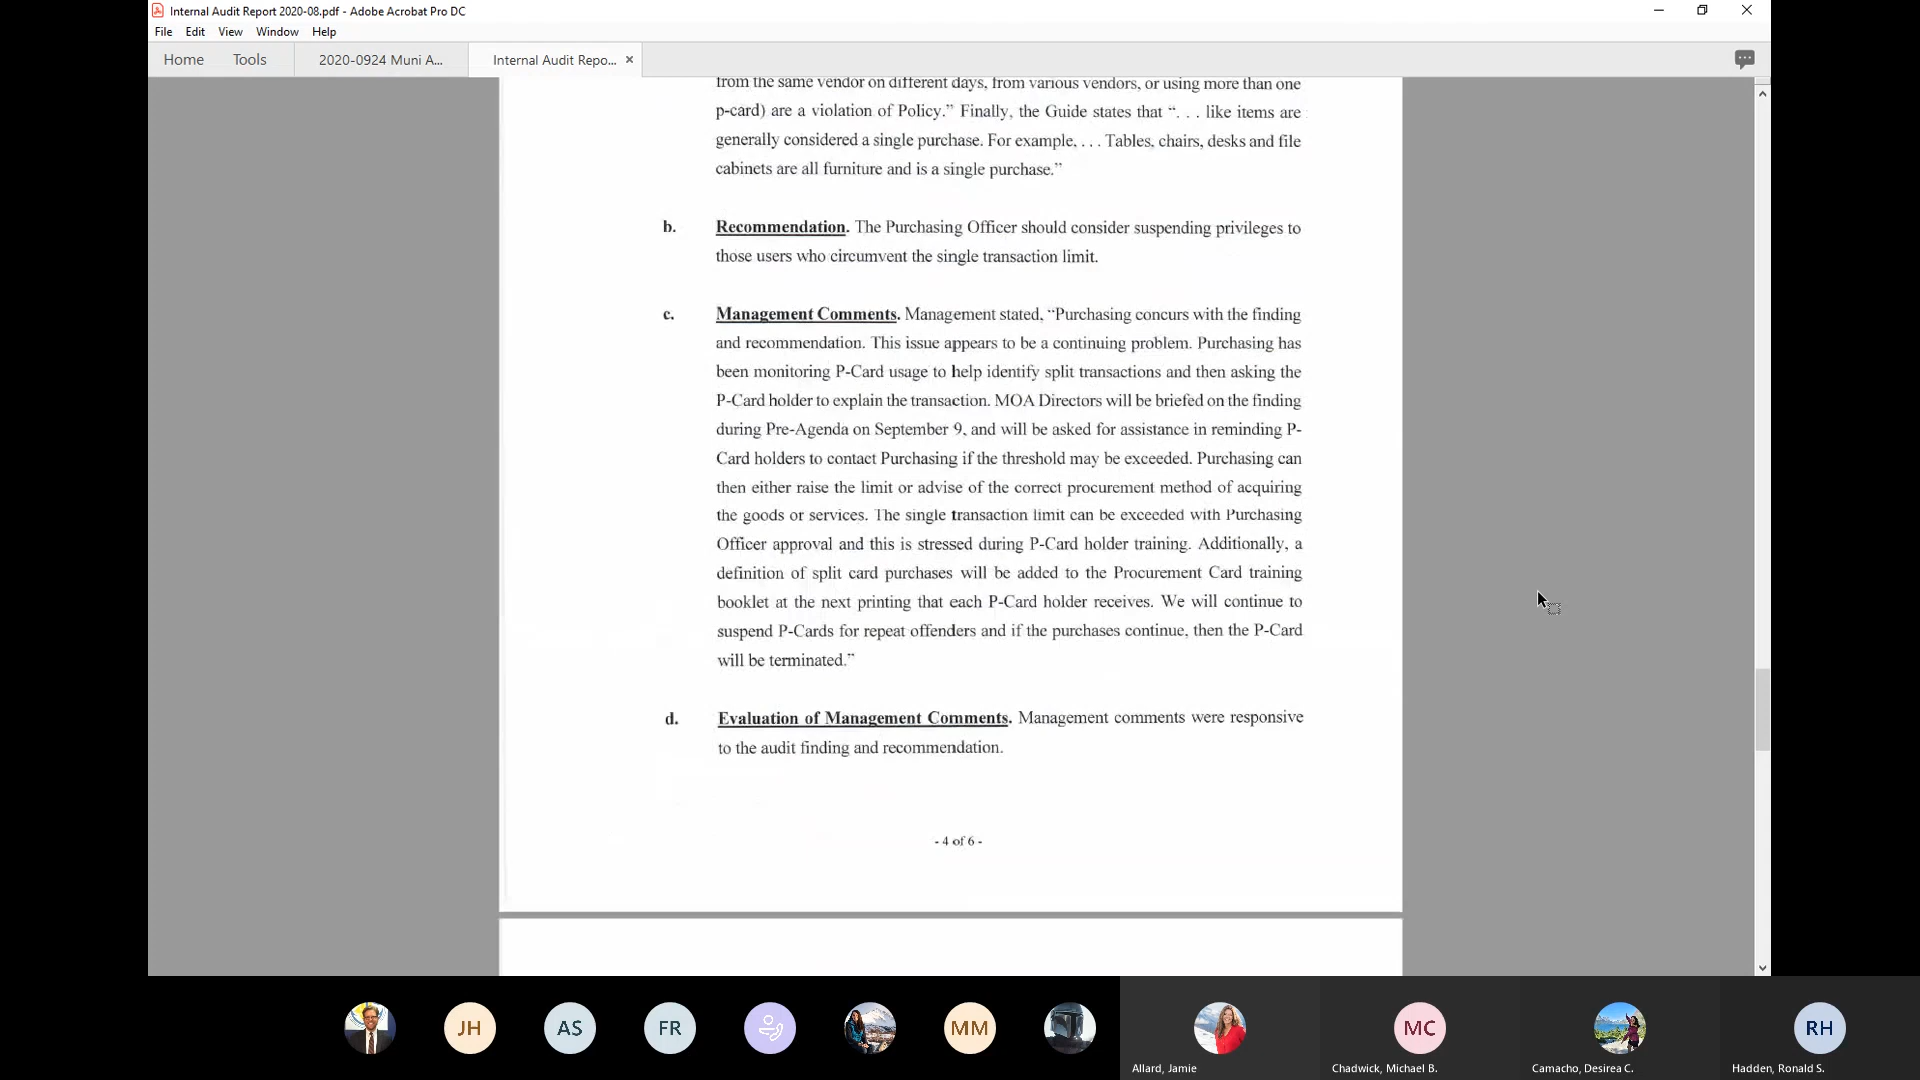 Internal Audit Report 2020-08.pdf - Adobe Acrobat Pro DC
File Edit View Window Help
Home Tools 2020-0924 Muni A... Internal Audit Repo... ×
from the same vendor on different days, from various vendors, or using more than one
p-card) are a violation of Policy.” Finally, the Guide states that “. . . like items are
generally considered a single purchase. For example, . . . Tables, chairs, desks and file
cabinets are all furniture and is a single purchase.”
b. Recommendation. The Purchasing Officer should consider suspending privileges to
those users who circumvent the single transaction limit.
c. Management Comments. Management stated, “Purchasing concurs with the finding
and recommendation. This issue appears to be a continuing problem. Purchasing has
been monitoring P-Card usage to help identify split transactions and then asking the
P-Card holder to explain the transaction. MOA Directors will be briefed on the finding
during Pre-Agenda on September 9, and will be asked for assistance in reminding P-
Card holders to contact Purchasing if the threshold may be exceeded. Purchasing can
then either raise the limit or advise of the correct procurement method of acquiring
the goods or services. The single transaction limit can be exceeded with Purchasing
Officer approval and this is stressed during P-Card holder training. Additionally, a
definition of split card purchases will be added to the Procurement Card training
booklet at the next printing that each P-Card holder receives. We will continue to
suspend P-Cards for repeat offenders and if the purchases continue, then the P-Card
will be terminated.”
d. Evaluation of Management Comments. Management comments were responsive
to the audit finding and recommendation.
- 4 of 6 -
JH AS FR MM MC RH
Allard, Jamie Chadwick, Michael B. Camacho, Desirea C. Hadden, Ronald S.